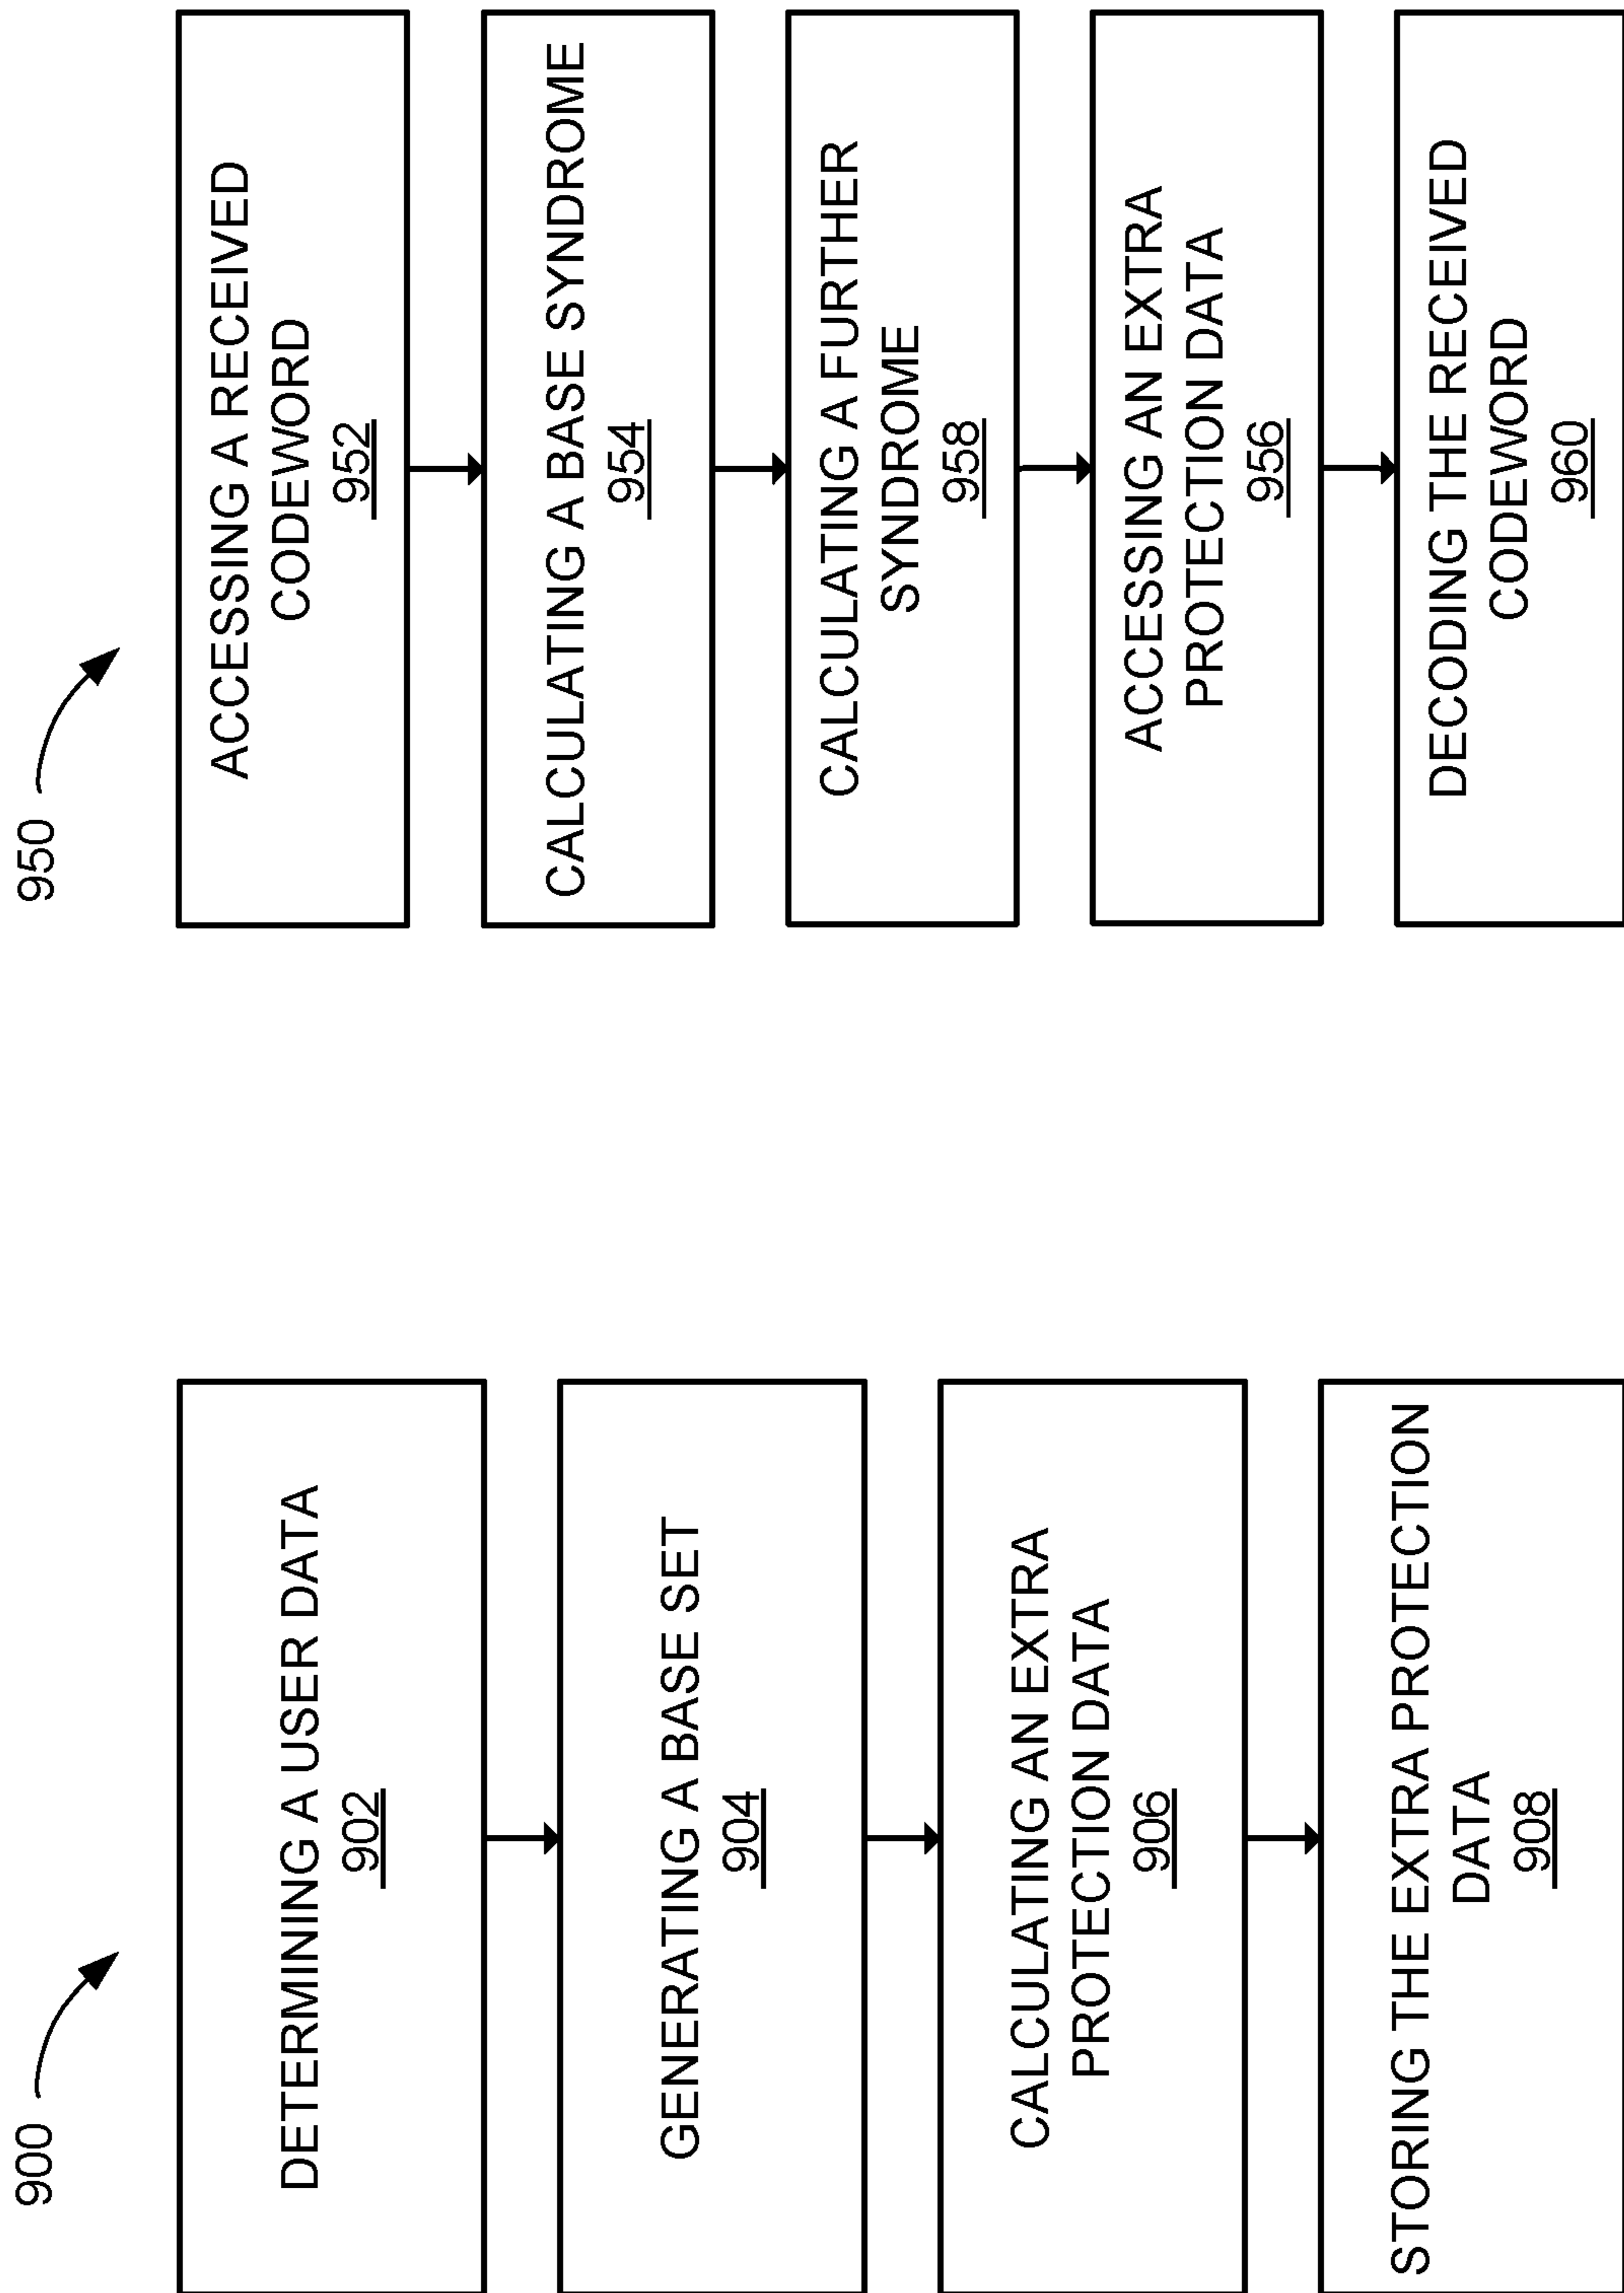 900
DETERMINING A USER DATA
902
GENERATING A BASE SET
904
CALCULATING AN EXTRA
PROTECTION DATA
906
STORING THE EXTRA PROTECTION
DATA
908
950
ACCESSING A RECEIVED
CODEWORD
952
CALCULATING A BASE SYNDROME
954
CALCULATING A FURTHER
SYNDROME
958
ACCESSING AN EXTRA
PROTECTION DATA
956
DECODING THE RECEIVED
CODEWORD
960